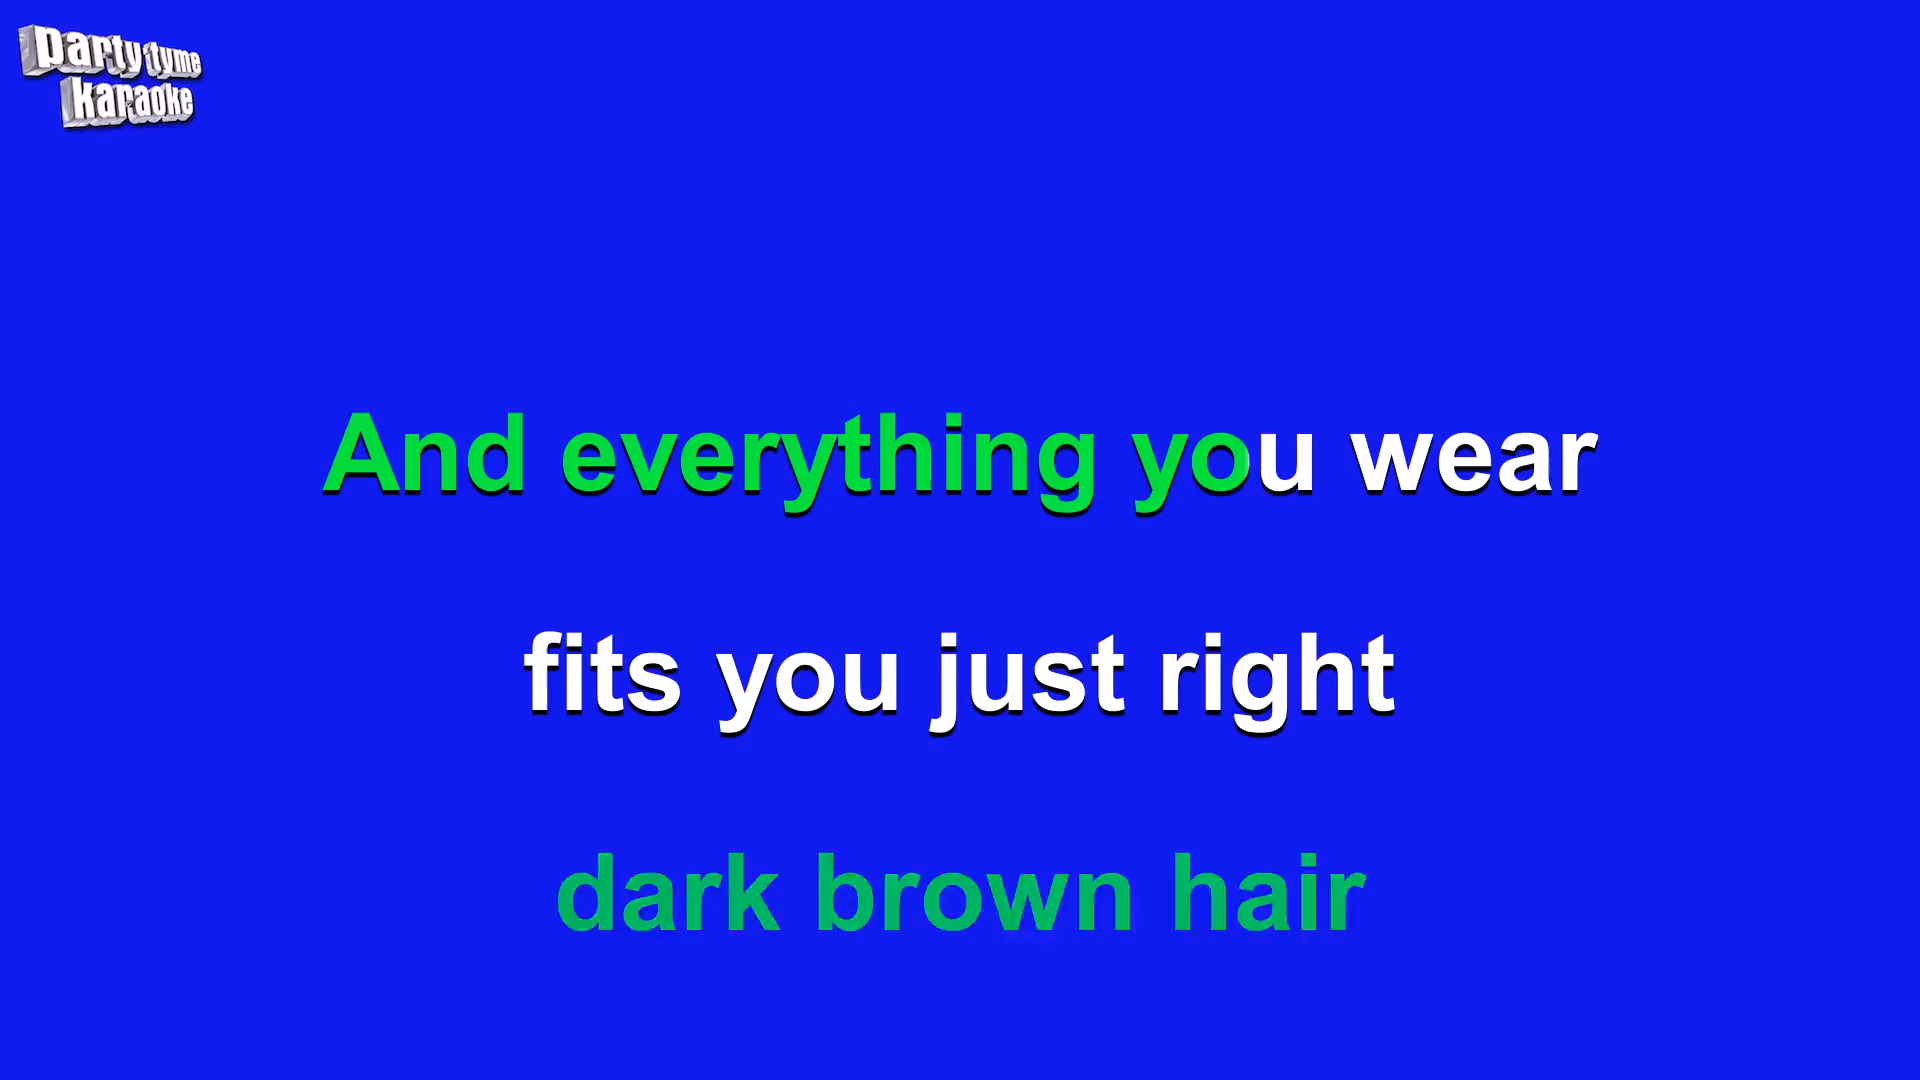 party tyme
karaoke
And everything you wear
fits you just right
dark brown hair